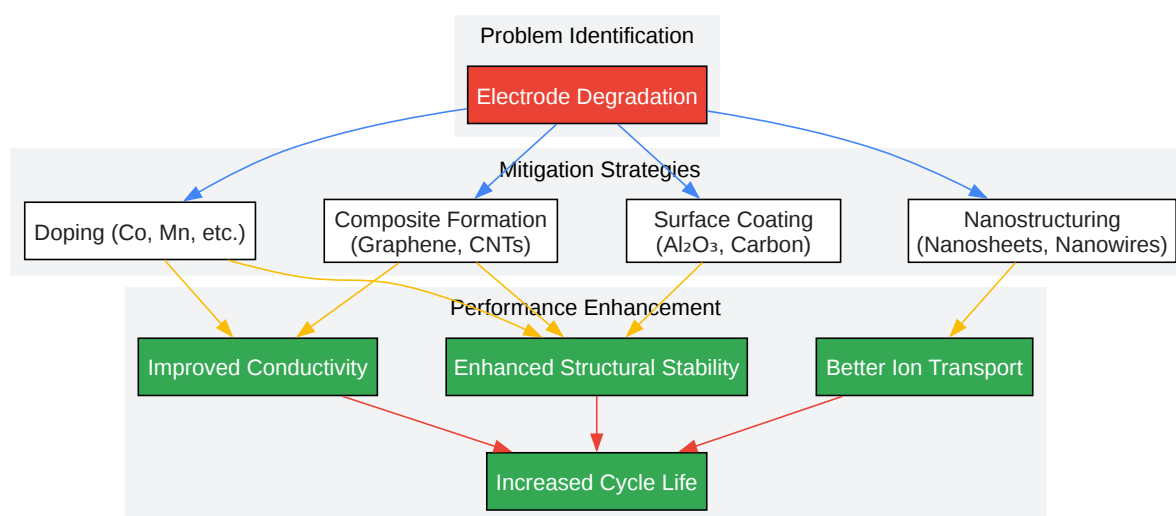 Problem Identification
Electrode Degradation
Mitigation Strategies
Doping (Co, Mn, etc.)
Composite Formation
(Graphene, CNTs)
Surface Coating
(Al₂O₃, Carbon)
Nanostructuring
(Nanosheets, Nanowires)
Performance Enhancement
Improved Conductivity
Enhanced Structural Stability
Better Ion Transport
Increased Cycle Life